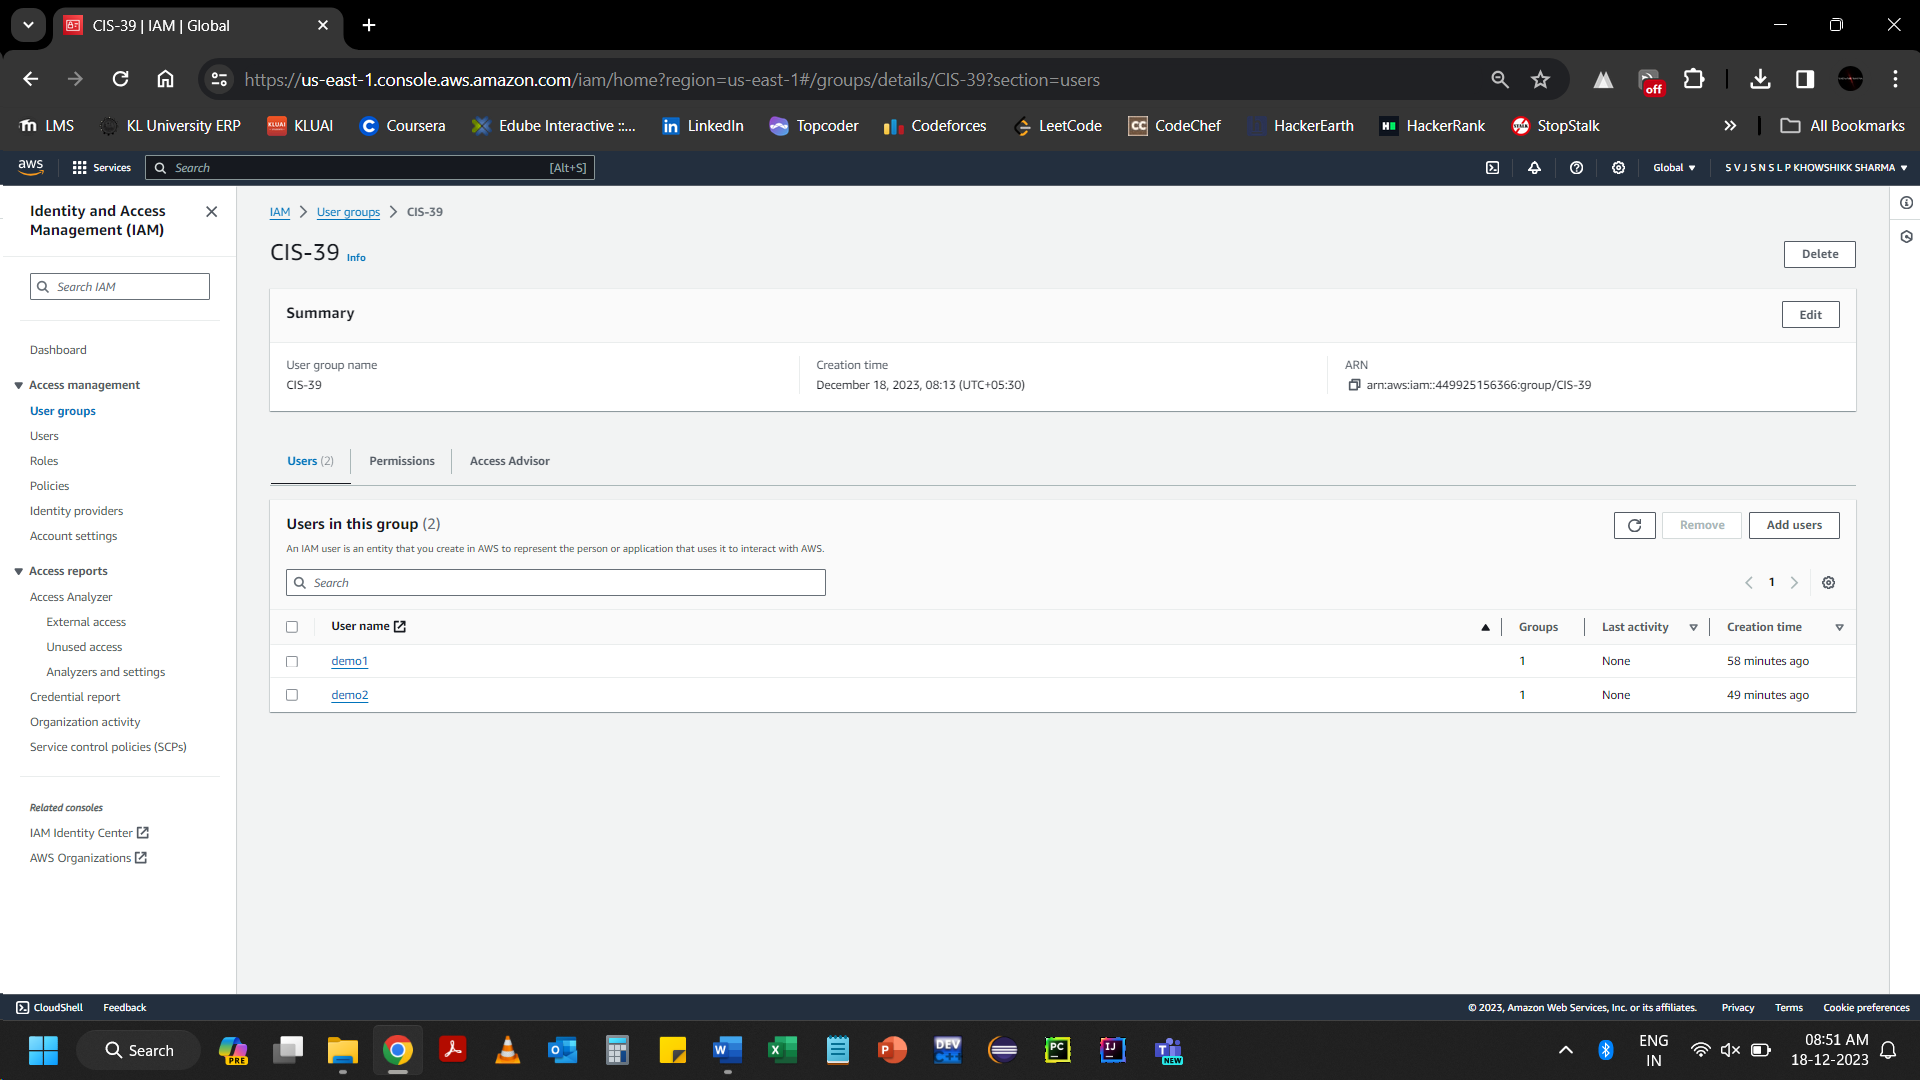 CIS-39 | IAM | Global
https://us-east-1.console.aws.amazon.com/iam/home?region=us-east-1#/groups/details/CIS-39?section=users
off
LMS KL University ERP KLUAI Coursera Edube Interactive ::... LinkedIn Topcoder Codeforces LeetCode CodeChef HackerEarth HackerRank StopStalk All Bookmarks
aws Services Search [Alt+S] Global S V J S N S L P KHOWSHIKK SHARMA
Identity and Access
Management (IAM)
Search IAM
Dashboard
Access management
User groups
Users
Roles
Policies
Identity providers
Account settings
Access reports
Access Analyzer
External access
Unused access
Analyzers and settings
Credential report
Organization activity
Service control policies (SCPs)
Related consoles
IAM Identity Center
AWS Organizations
IAM User groups CIS-39
CIS-39 Info
Delete
Summary
Edit
User group name
CIS-39
Creation time
December 18, 2023, 08:13 (UTC+05:30)
ARN
arn:aws:iam::449925156366:group/CIS-39
Users (2) Permissions Access Advisor
Users in this group (2)
Remove Add users
An IAM user is an entity that you create in AWS to represent the person or application that uses it to interact with AWS.
Search
1
User name Groups Last activity Creation time
demo1 1 None 58 minutes ago
demo2 1 None 49 minutes ago
CloudShell Feedback © 2023, Amazon Web Services, Inc. or its affiliates. Privacy Terms Cookie preferences
Search
PRE
DEV
C++
PC
IJ
NEW
ENG
IN
08:51 AM
18-12-2023